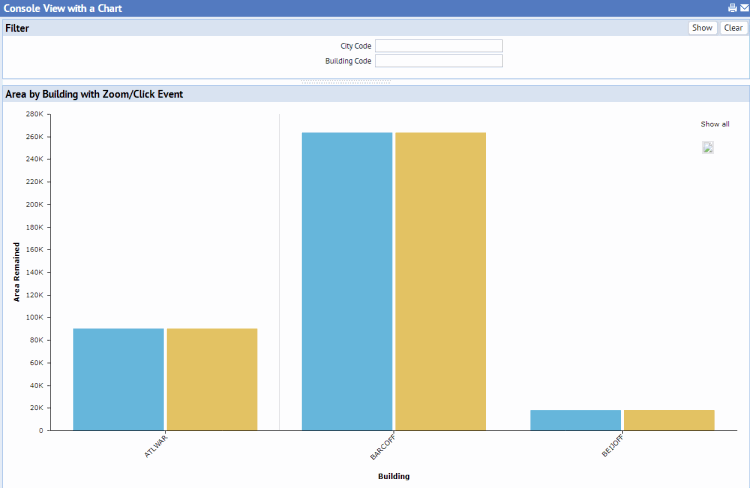 Console View with a Chart
Filter
Show Clear
City Code
Building Code
Area by Building with Zoom/Click Event
Show all
280K
260K
240K
220K
200K
180K
160K
140K
120K
100K
80K
60K
40K
20K
0
Area Remained
ATLWAR
BARCOFF
BEIJOFF
Building